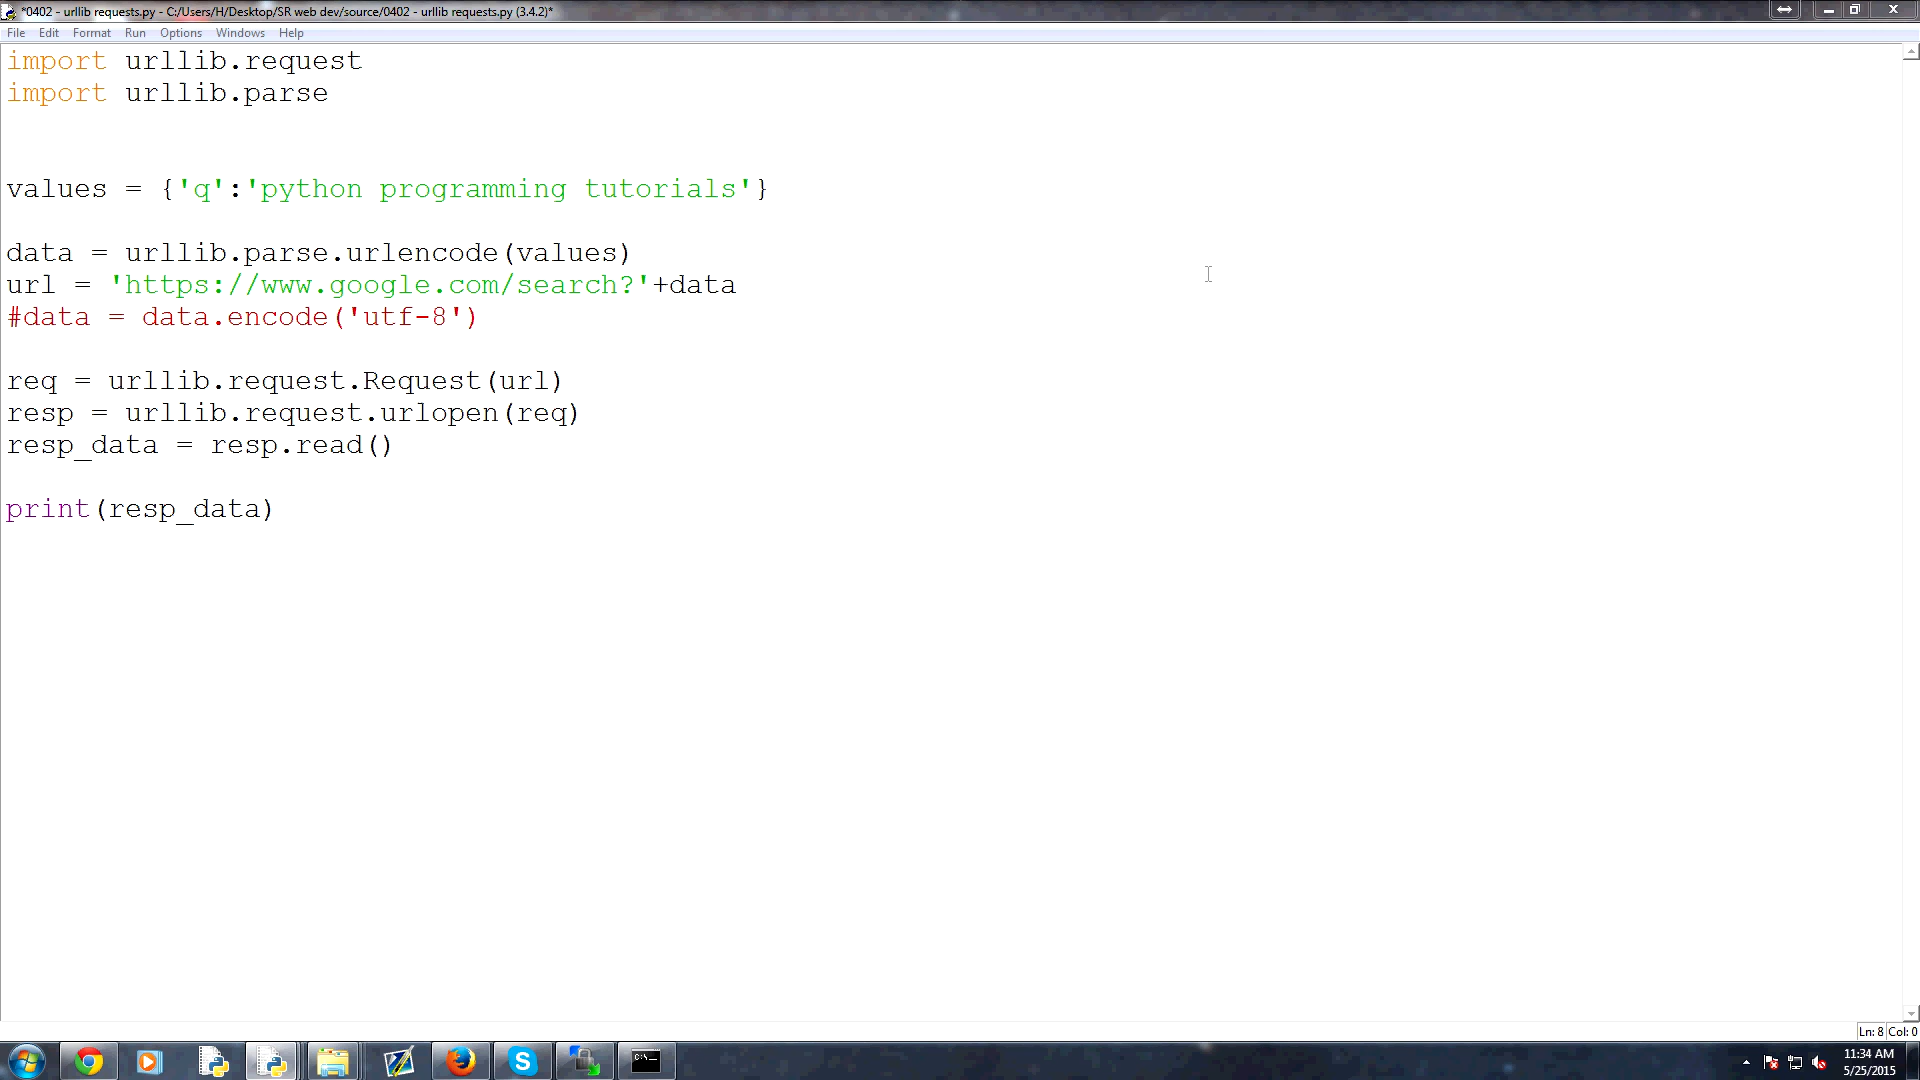 *0402 - urllib requests.py - C:/Users/H/Desktop/SR web dev/source/0402 - urllib requests.py (3.4.2)*
File Edit Format Run Options Windows Help
import urllib.request
import urllib.parse
values = {'q':'python programming tutorials'}
data = urllib.parse.urlencode(values)
url = 'https://www.google.com/search?'+data
#data = data.encode('utf-8')
req = urllib.request.Request(url)
resp = urllib.request.urlopen(req)
resp_data = resp.read()
print(resp_data)
Ln: 8 Col: 0
11:34 AM
5/25/2015